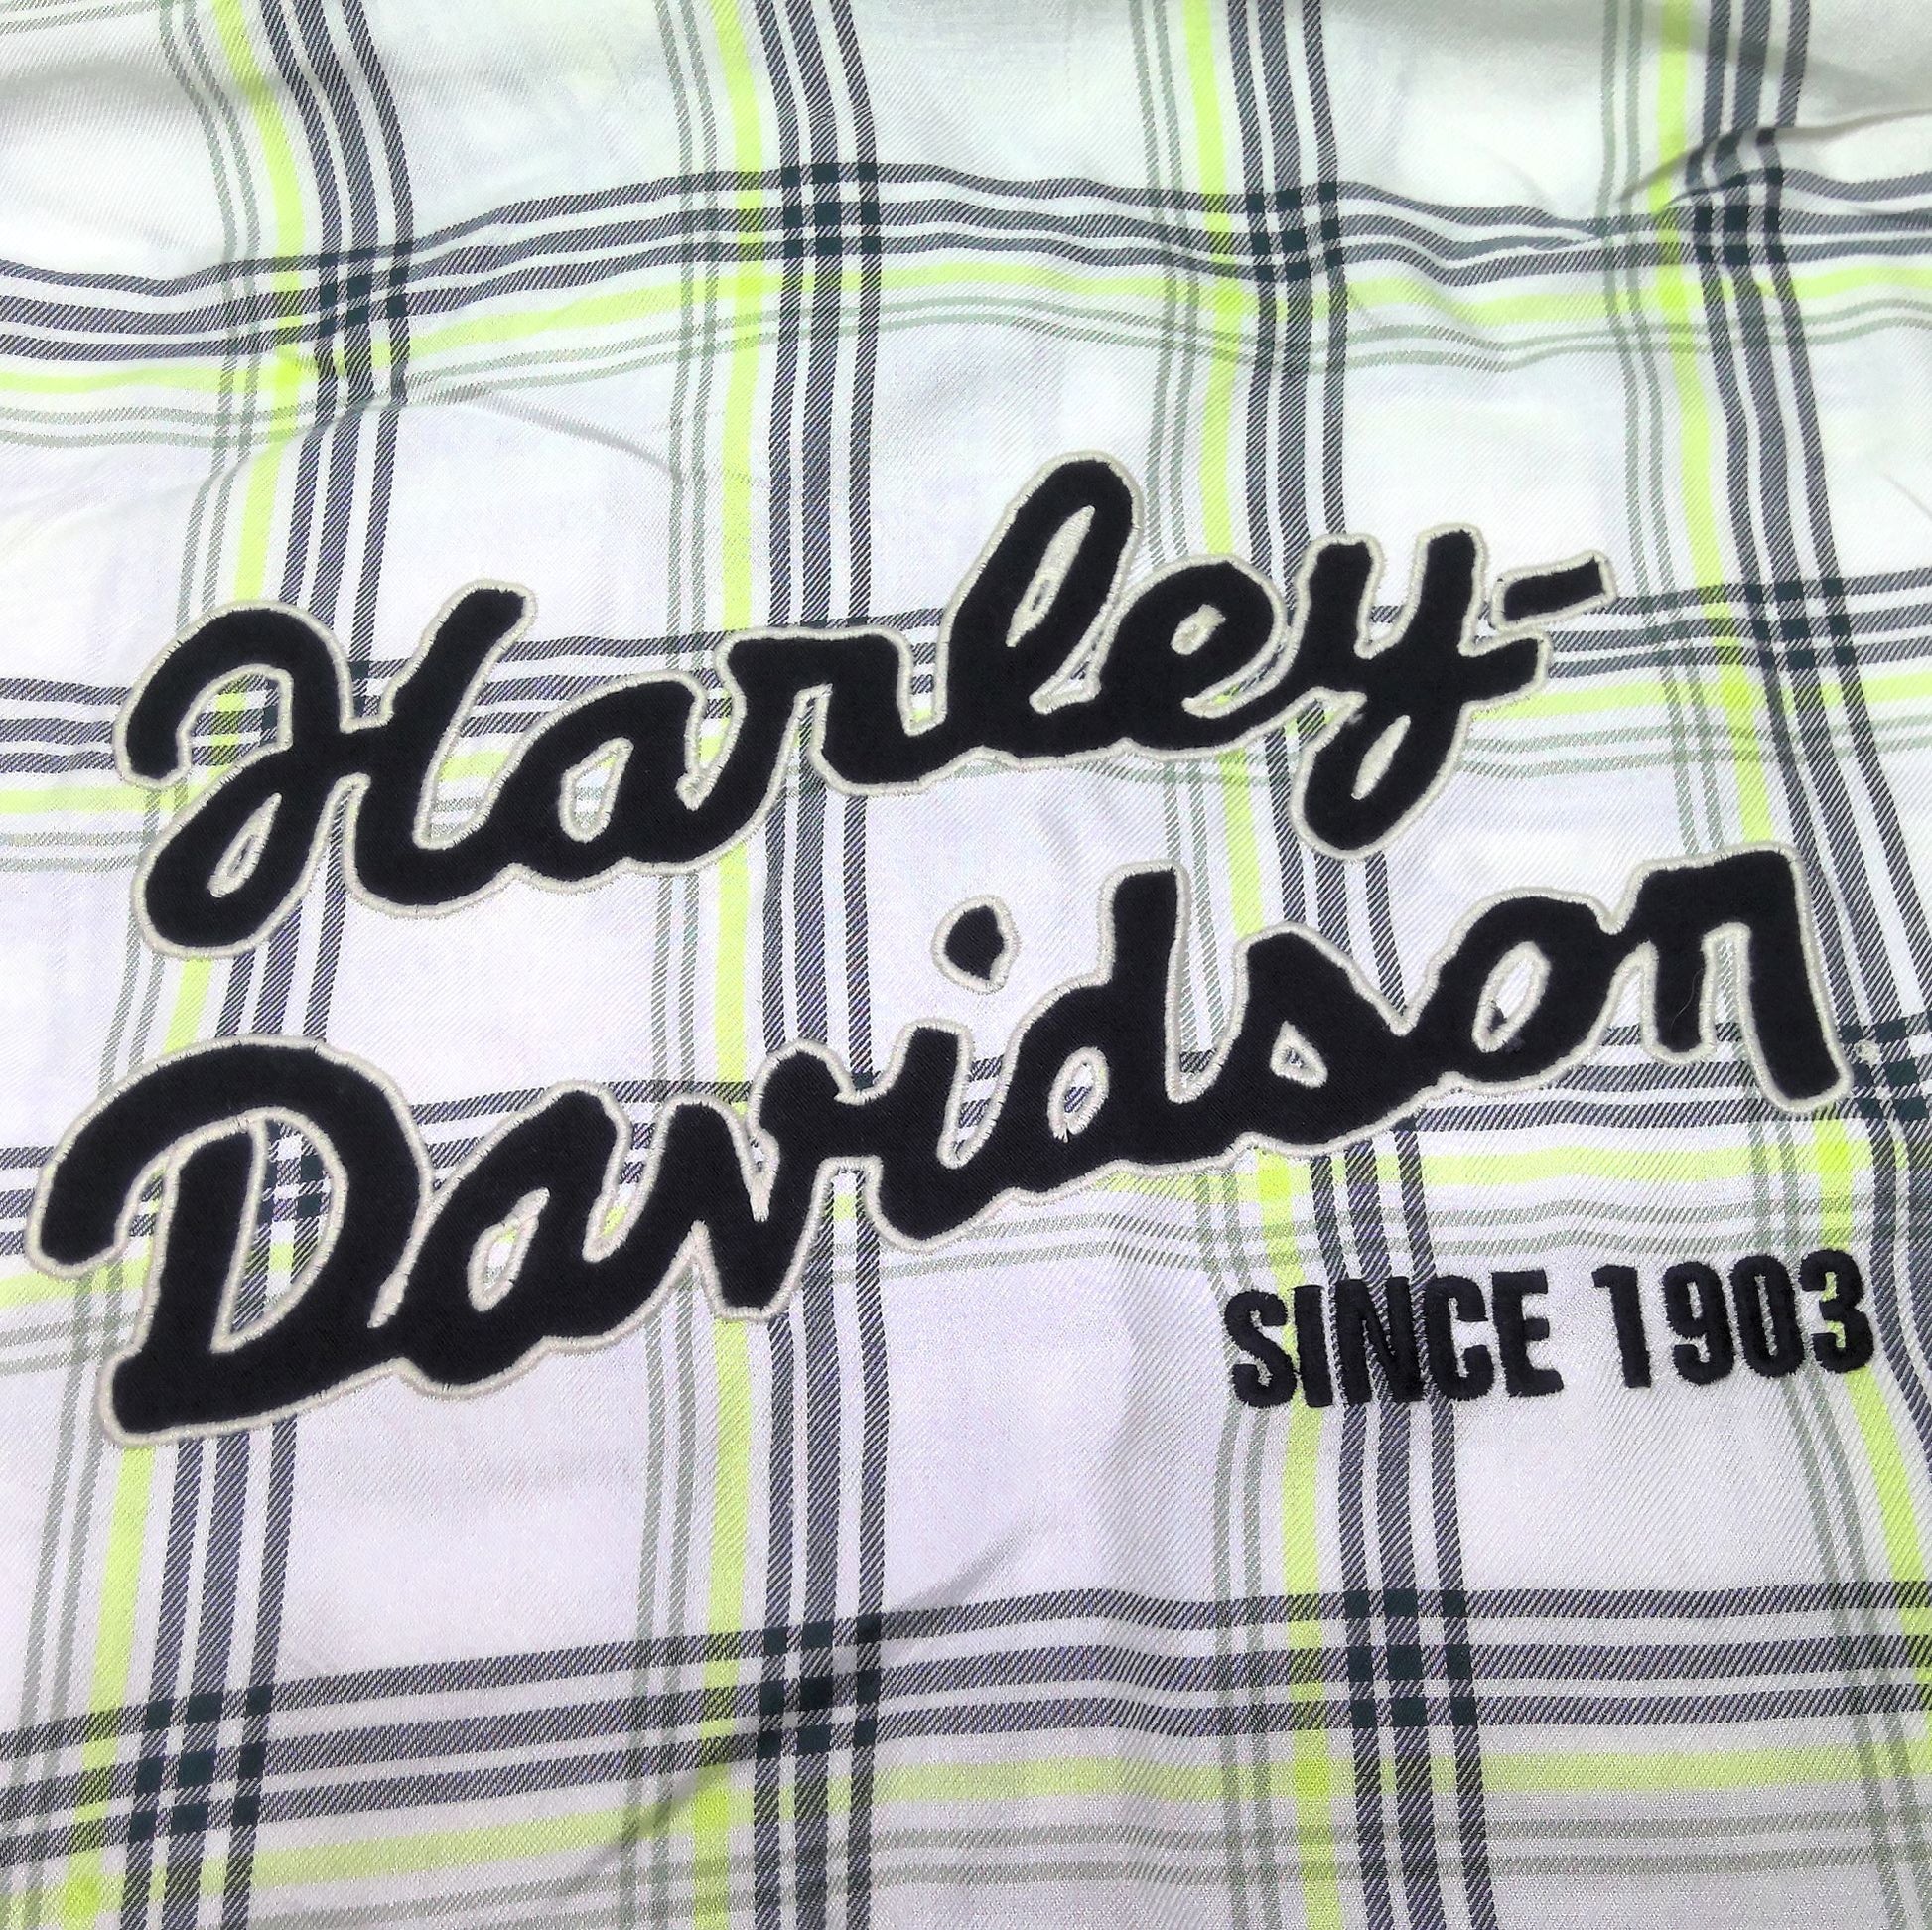 Harley-
Davidson
SINCE 1903